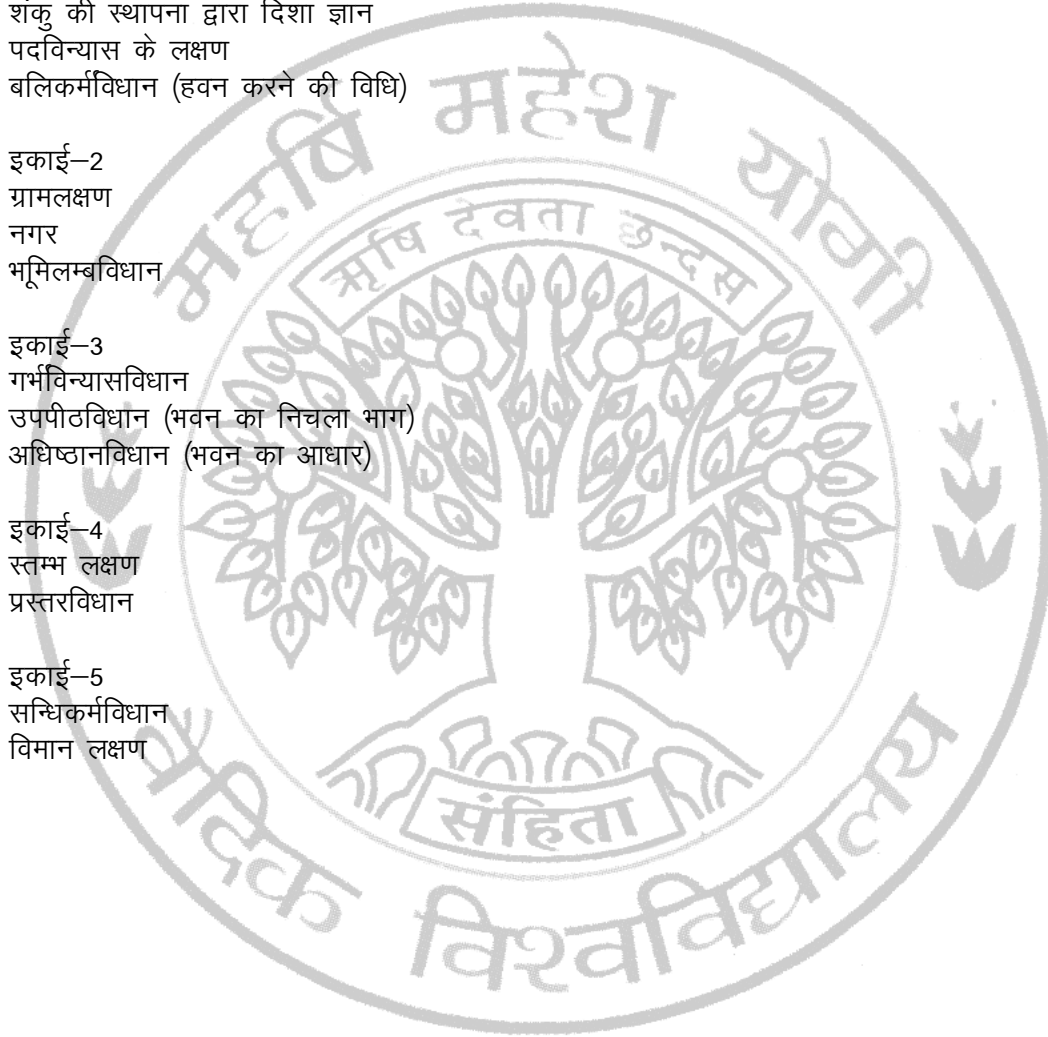 शंकु की स्थापना द्वारा दिशा ज्ञान
पदविन्यास के लक्षण
बलिकर्मविधान (हवन करने की विधि)
इकाई–2
ग्रामलक्षण
नगर
भूमिलम्बविधान
इकाई–3
गर्भविन्यासविधान
उपपीठविधान (भवन का निचला भाग)
अधिष्ठानविधान (भवन का आधार)
इकाई–4
स्तम्भ लक्षण
प्रस्तरविधान
इकाई–5
सन्धिकर्मविधान
विमान लक्षण
महर्षि महेश योगी
ऋषि देवता छन्दस
संहिता
वैदिक विश्वविद्यालय